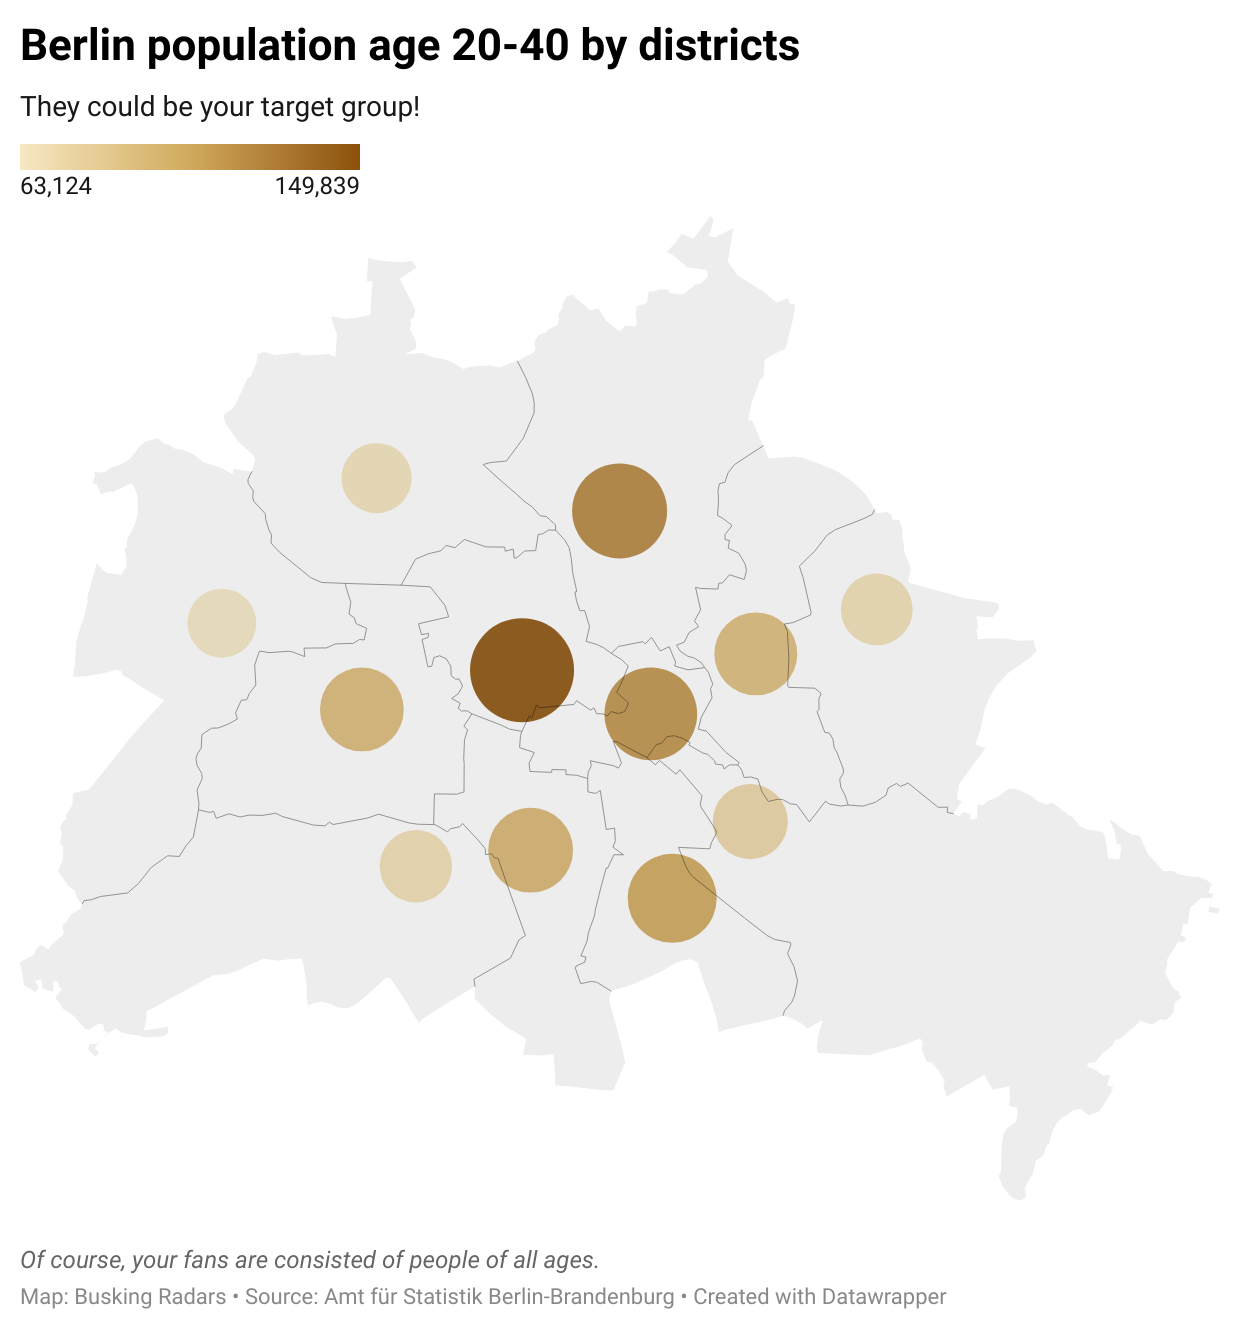 Berlin population age 20-40 by districts
They could be your target group!
63,124 149,839
Of course, your fans are consisted of people of all ages.
Map: Busking Radars • Source: Amt für Statistik Berlin-Brandenburg • Created with Datawrapper